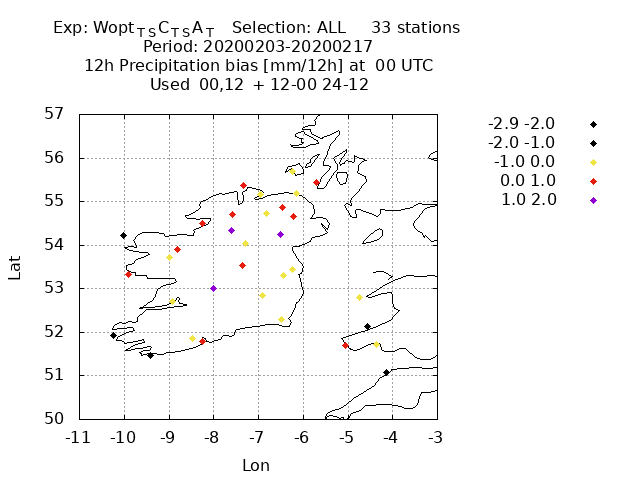 Exp: Wopt T S C T S A T   Selection: ALL     33 stations
Period: 20200203-20200217
12h Precipitation bias [mm/12h] at  00 UTC
Used  00,12  + 12-00 24-12
-2.9 -2.0
-2.0 -1.0
-1.0 0.0
0.0 1.0
1.0 2.0
57
56
55
54
53
52
51
50
Lat
-11 -10 -9 -8 -7 -6 -5 -4 -3
Lon